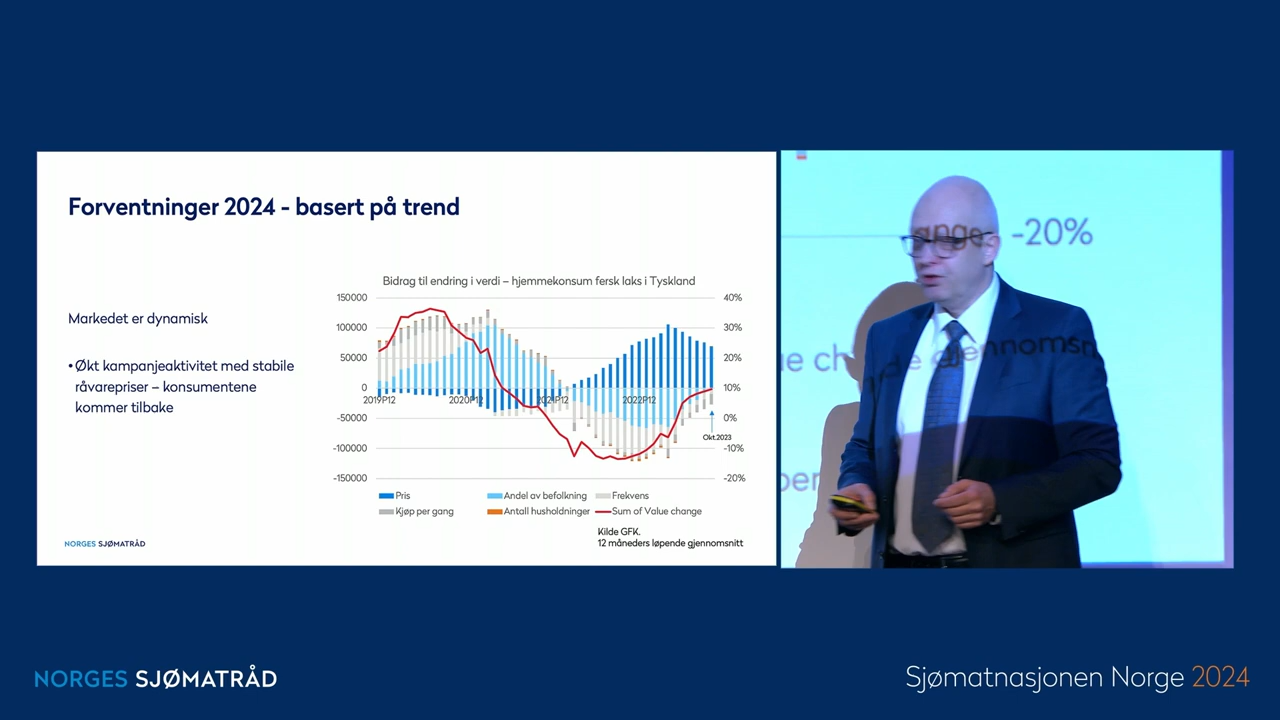 Forventninger 2024 - basert på trend
Markedet er dynamisk
• Økt kampanjeaktivitet med stabile
råvarepriser – konsumentene
kommer tilbake
Bidrag til endring i verdi – hjemmekonsum fersk laks i Tyskland
150000
100000
50000
0
-50000
-100000
-150000
40%
30%
20%
10%
0%
-10%
-20%
2019P12
2020P12
2021P12
2022P12
Okt.2023
Pris
Andel av befolkning
Frekvens
Kjøp per gang
Antall husholdninger
Sum of Value change
Kilde GFK.
12 måneders løpende gjennomsnitt
NORGES SJØMATRÅD
ange
-20%
NORGES SJØMATRÅD
Sjømatnasjonen Norge 2024